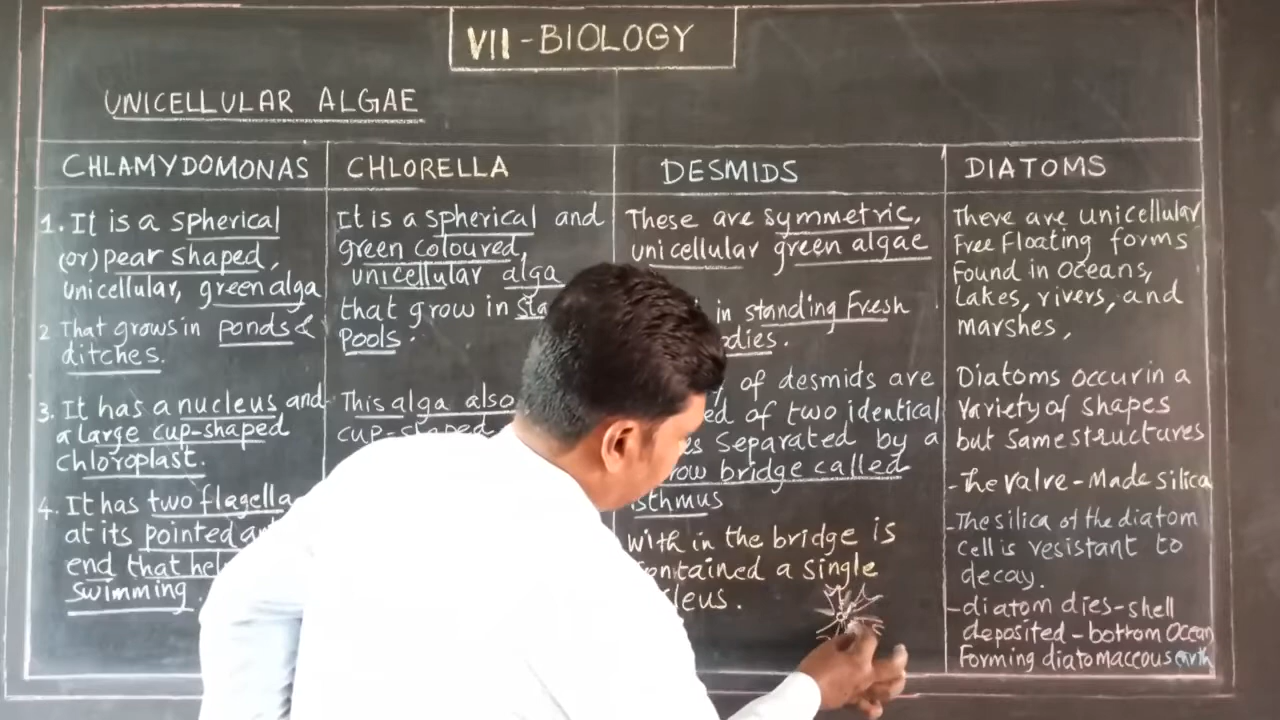 VII - BIOLOGY
UNICELLULAR ALGAE
CHLAMYDOMONAS
1. It is a spherical
(or) pear shaped,
unicellular, green alga
2 That grows in ponds &
ditches.
3. It has a nucleus and
a large cup-shaped
chloroplast.
4. It has two flagella
at its pointed
end that
swimming.
CHLORELLA
It is a spherical and
green coloured,
unicellular alga
that grow in
Pools.
This alga also
cup-shaped
DESMIDS
These are symmetric,
unicellular green algae
in standing Fresh
of desmids are
of two identical
separated by a
bridge called
isthmus
with in the bridge is
contained a single
DIATOMS
There are unicellular
Free Floating forms
Found in Oceans,
Lakes, rivers, and
marshes,
Diatoms occur in a
Variety of shapes
but same structures
- The valve - Made silica
- The silica of the diatom
cell is resistant to
decay.
- diatom dies - shell
deposited - bottom Ocean
Forming diatomaceous earth